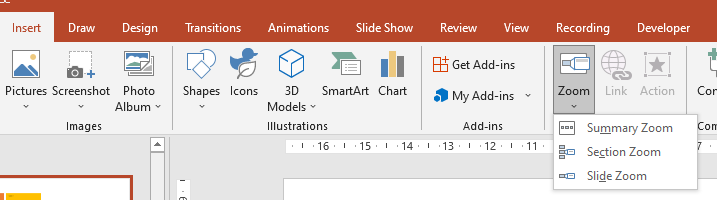 Insert Draw Design Transitions Animations Slide Show Review View Recording Developer
Pictures Screenshot Photo Album
Shapes Icons 3D Models SmartArt Chart
Get Add-ins
My Add-ins
Zoom Link Action
Images Illustrations Add-ins
Summary Zoom
Section Zoom
Slide Zoom
16 15 14 13 12 11